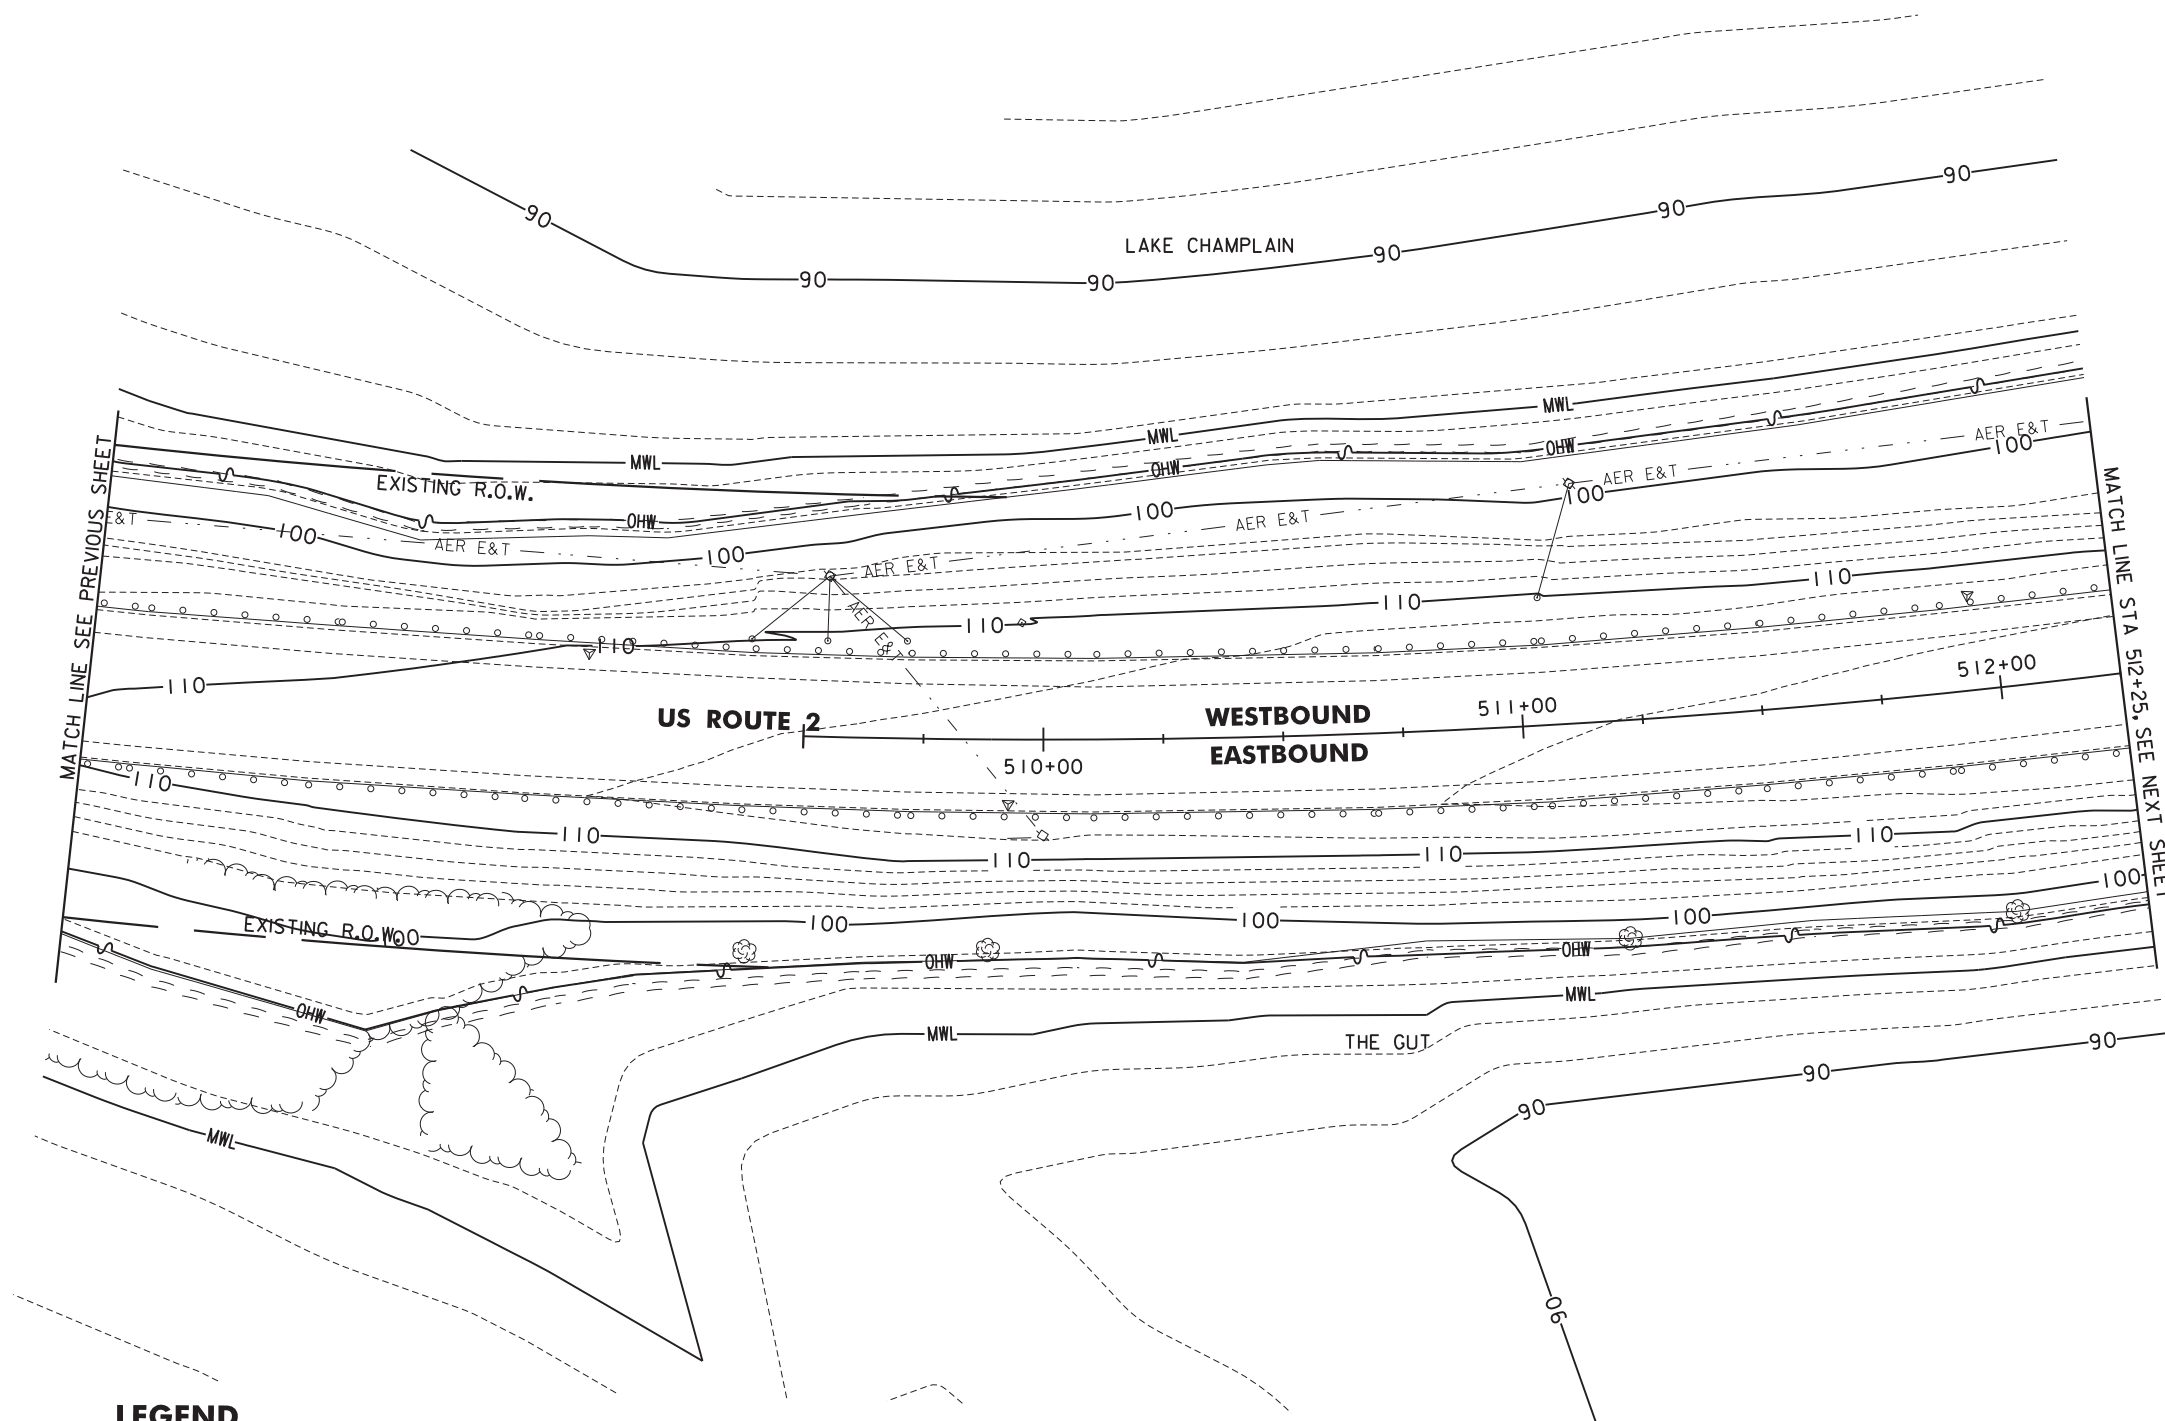 90
90
LAKE CHAMPLAIN
90
90
90
90
MWL
MWL
MWL
OHW
OHW
OHW
EXISTING R.O.W.
AER E&T
100
AER E&T
100
100
AER E&T
E&T
100
AER E&T
100
AER E&T
110
110
110
AER E&T
110
110
MATCH LINE SEE PREVIOUS SHEET
MATCH LINE STA 512+25, SEE NEXT SHEET
512+00
511+00
US ROUTE 2
WESTBOUND
EASTBOUND
510+00
110
110
110
110
110
100
100
100
100
EXISTING R.O.W.
100
OHW
OHW
OHW
MWL
MWL
THE GUT
90
90
90
MWL
90
LEGEND